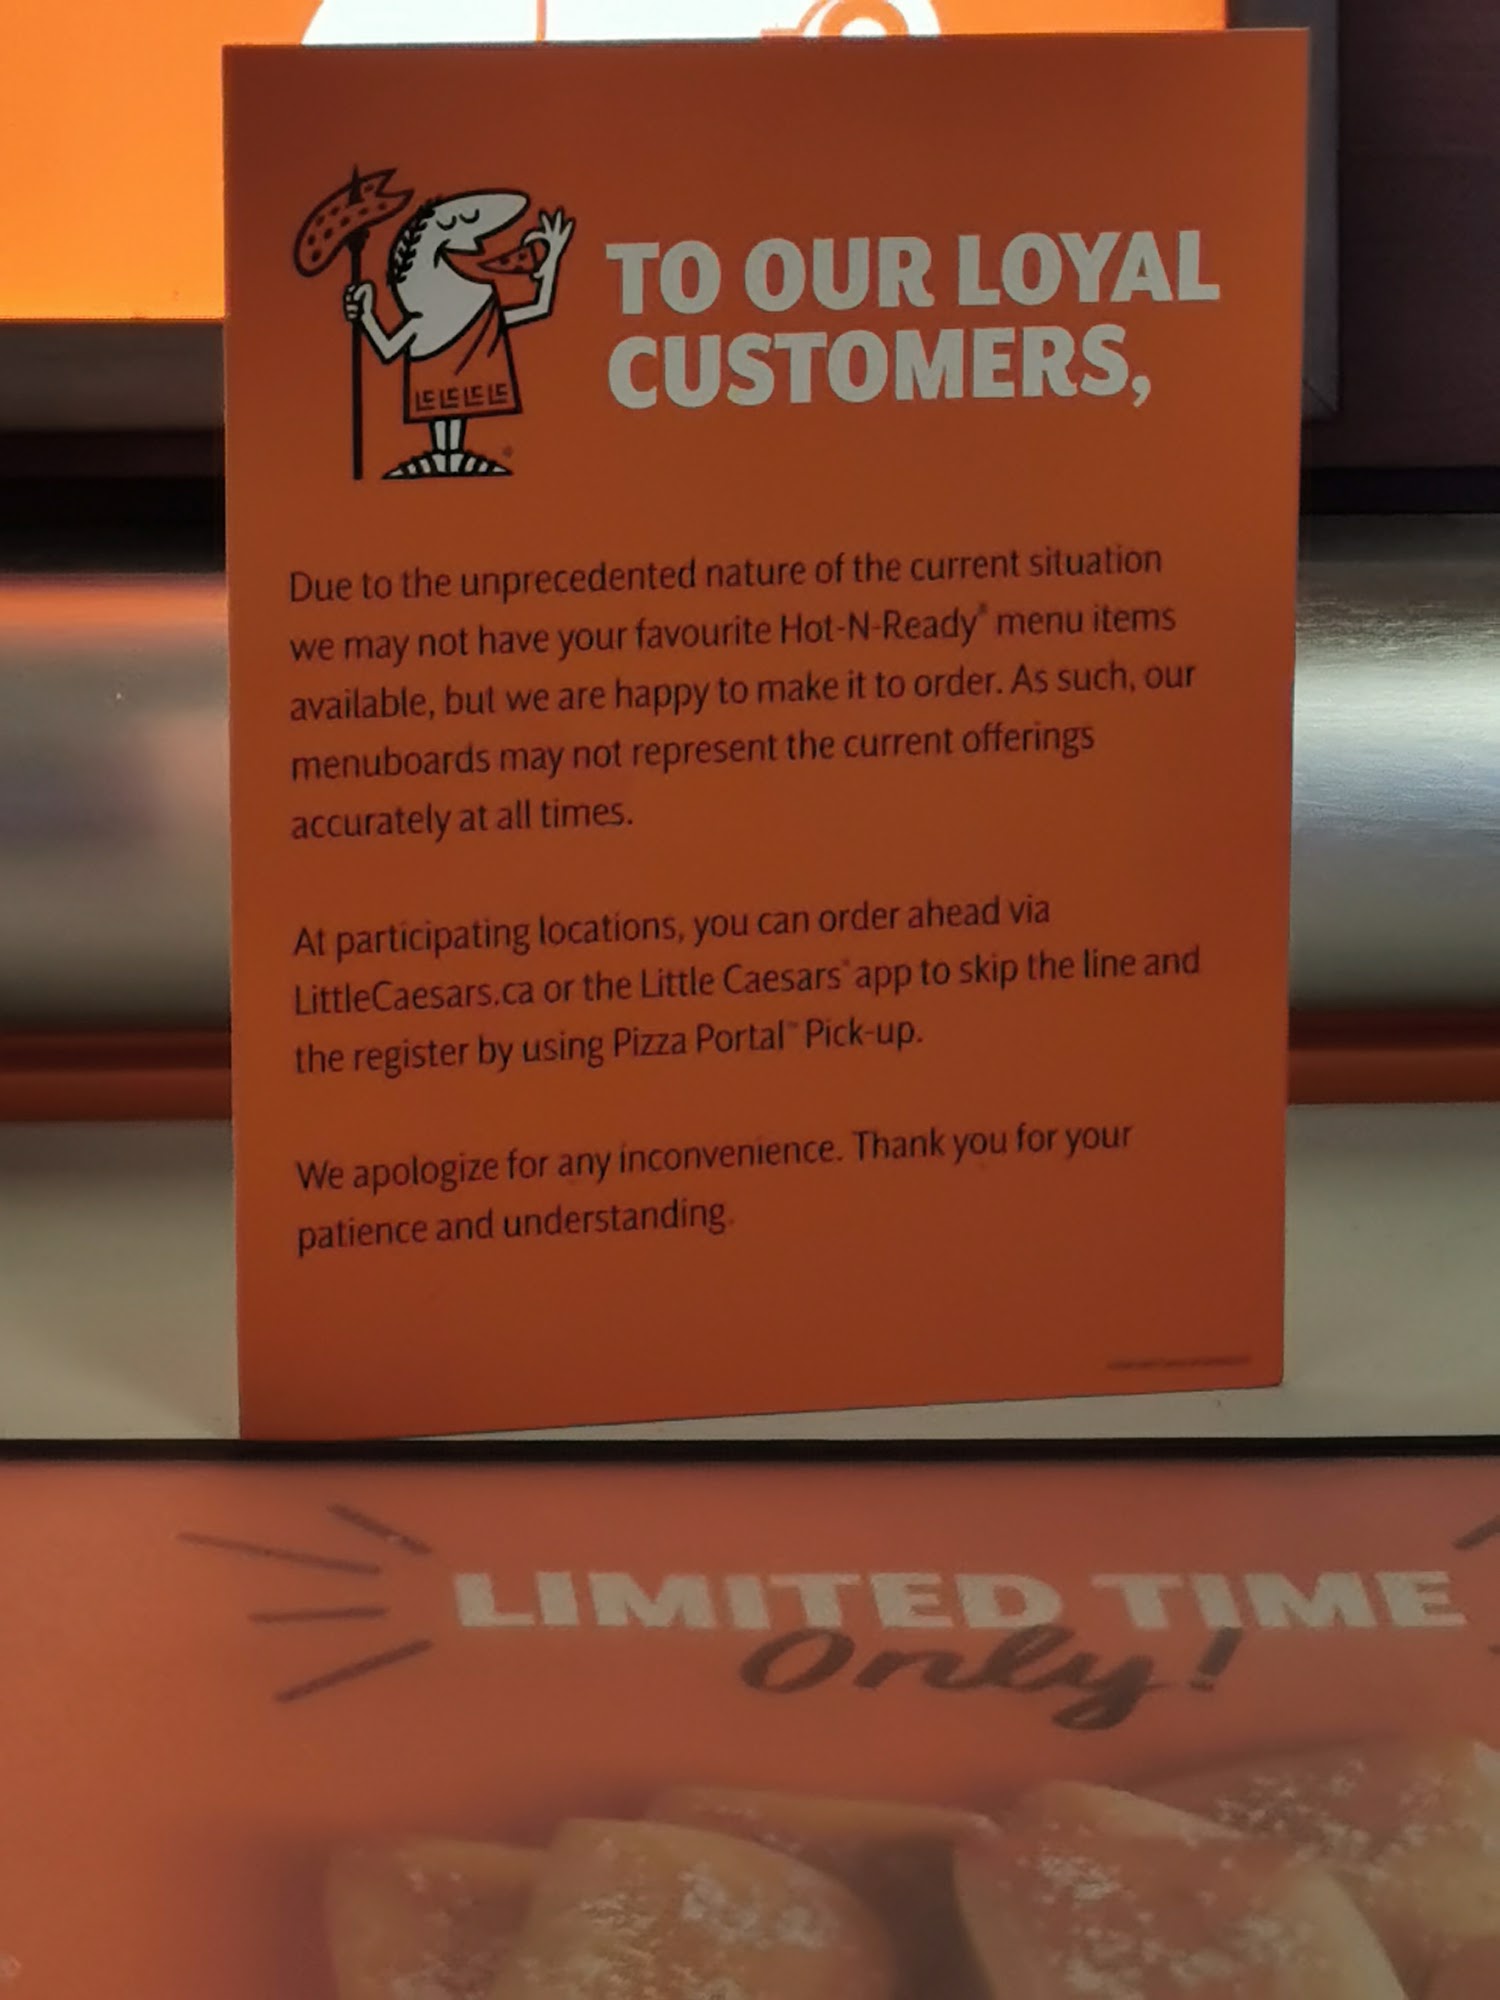 TO OUR LOYAL
CUSTOMERS,
LCLCLCLC
Due to the unprecedented nature of the current situation
we may not have your favourite Hot-N-Ready® menu items
available, but we are happy to make it to order. As such, our
menuboards may not represent the current offerings
accurately at all times.
At participating locations, you can order ahead via
LittleCaesars.ca or the Little Caesars® app to skip the line and
the register by using Pizza Portal™ Pick-up.
We apologize for any inconvenience. Thank you for your
patience and understanding.
LIMITED TIME
Only!